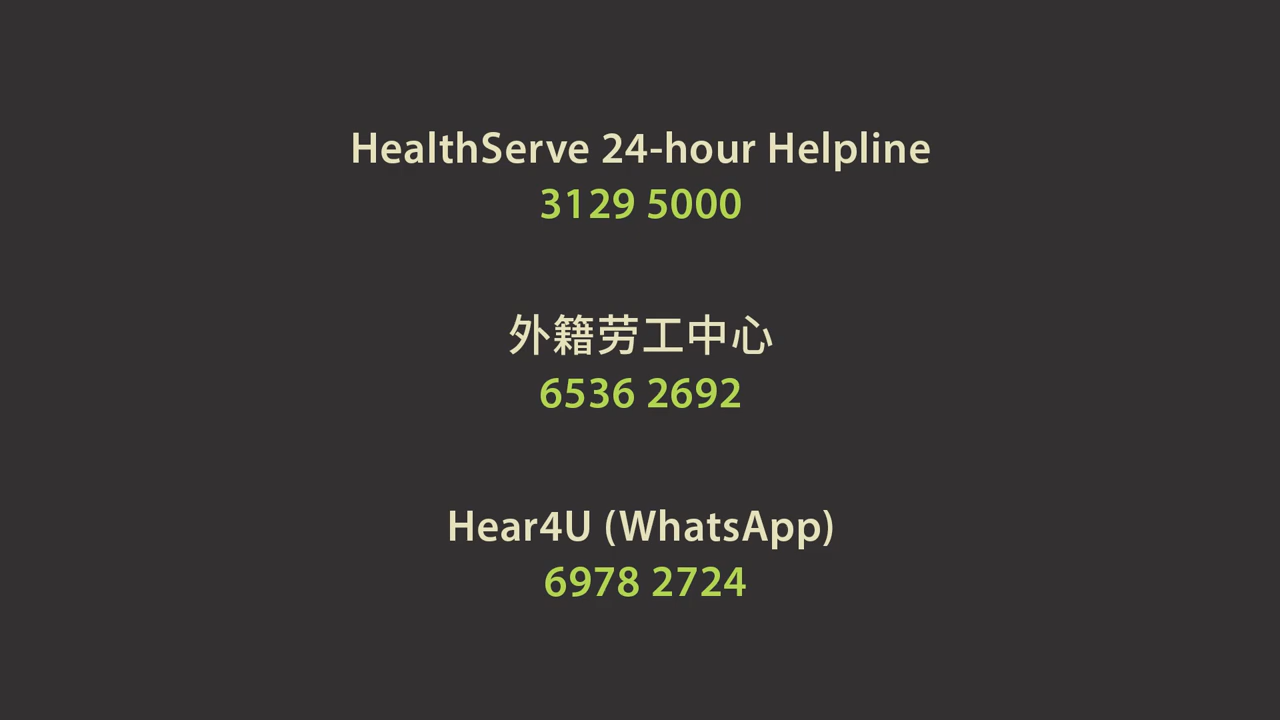 HealthServe 24-hour Helpline
3129 5000
外籍劳工中心
6536 2692
Hear4U (WhatsApp)
6978 2724